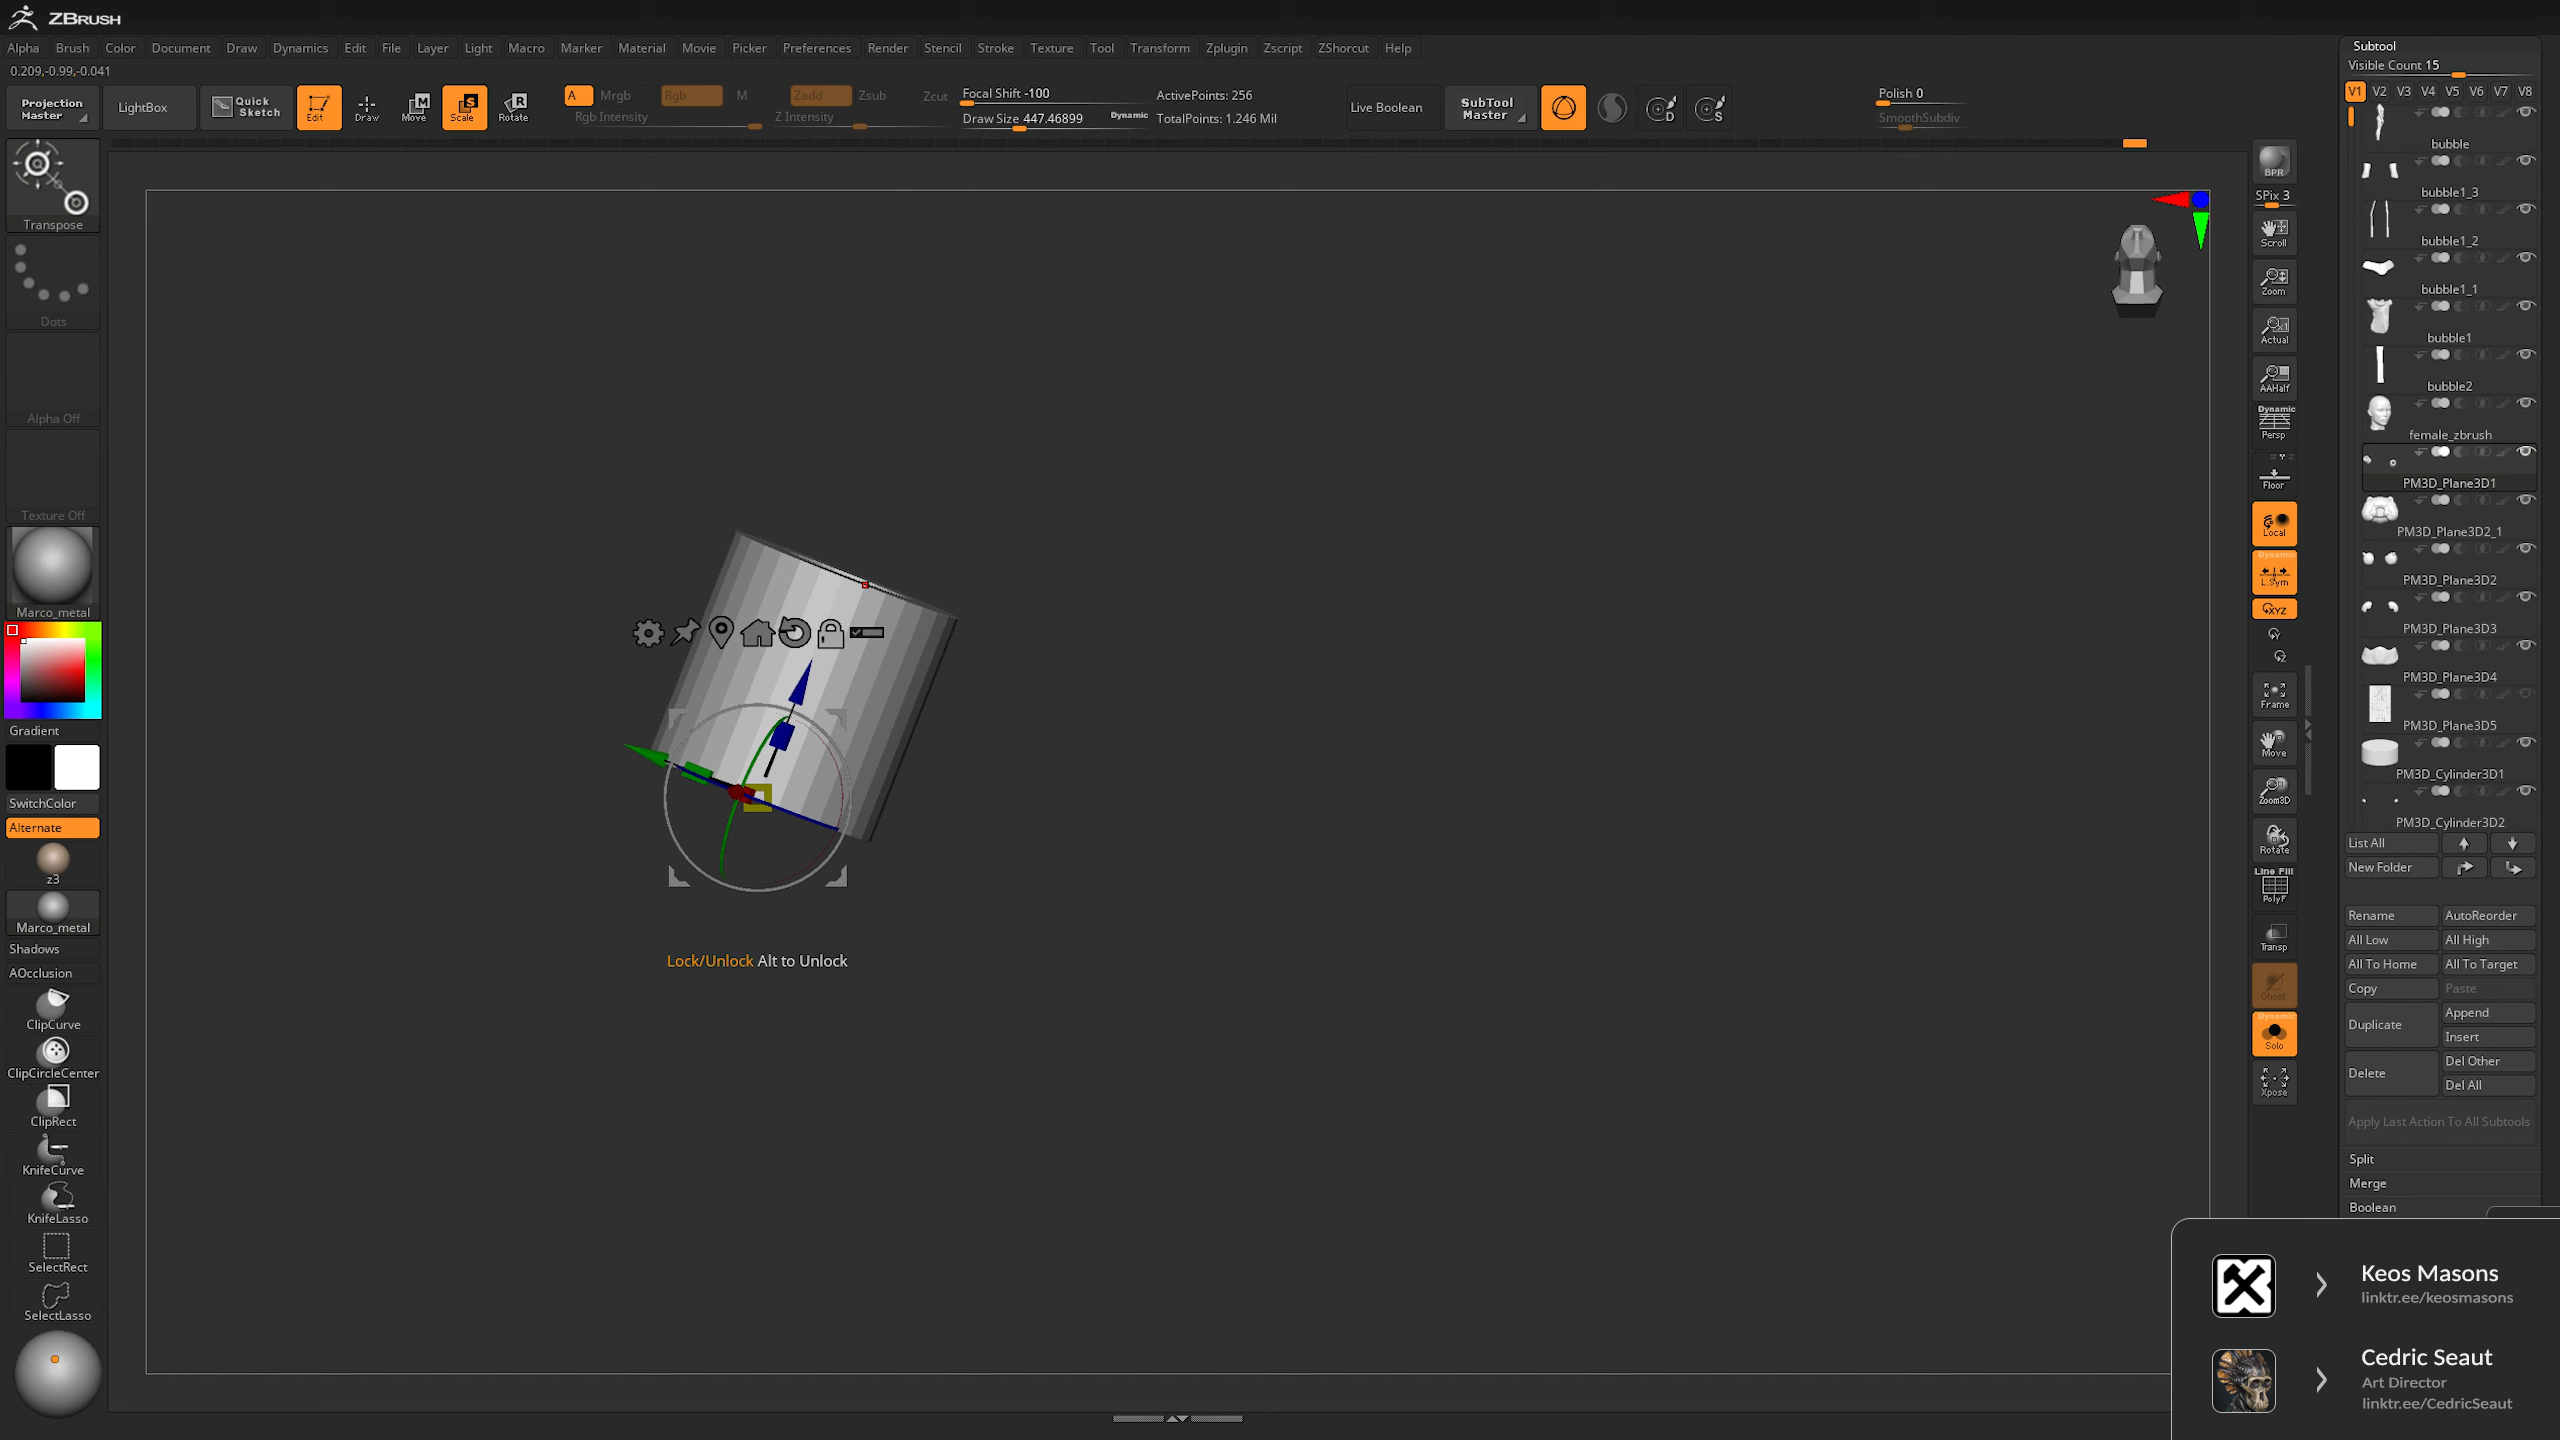 ZBRUSH
Alpha Brush Color Document Draw Dynamics Edit File Layer Light Macro Marker Material Movie Picker Preferences Render Stencil Stroke Texture Tool Transform Zplugin Zscript ZShorcut Help
0.209,-0.99,-0.041
Projection Master
LightBox
Quick Sketch
Edit
Draw
Move
Scale
Rotate
A Mrgb Rgb M
Rgb Intensity
Zadd Zsub Zcut
Z Intensity
Focal Shift -100
Draw Size 447.46899
Dynamic
ActivePoints: 256
TotalPoints: 1.246 Mil
Live Boolean
SubTool Master
Polish 0
SmoothSubdiv
Transpose
Dots
Alpha Off
Texture Off
Marco_metal
Gradient
SwitchColor
Alternate
z3
Marco_metal
Shadows
AOcclusion
ClipCurve
ClipCircleCenter
ClipRect
KnifeCurve
KnifeLasso
SelectRect
SelectLasso
Lock/Unlock Alt to Unlock
BPR
SPix 3
Scroll
Zoom
Actual
AAHalf
Dynamic
Persp
Floor
Local
Dynamic
L.Sym
XYZ
Frame
Move
Zoom3D
Rotate
Line Fill
PolyF
Transp
Ghost
Dynamic
Solo
Xpose
Subtool
Visible Count 15
V1 V2 V3 V4 V5 V6 V7 V8
bubble
bubble1_3
bubble1_2
bubble1_1
bubble1
bubble2
female_zbrush
PM3D_Plane3D1
PM3D_Plane3D2_1
PM3D_Plane3D2
PM3D_Plane3D3
PM3D_Plane3D4
PM3D_Plane3D5
PM3D_Cylinder3D1
PM3D_Cylinder3D2
List All
New Folder
Rename AutoReorder
All Low All High
All To Home All To Target
Copy Paste
Duplicate Append
Insert
Delete Del Other
Del All
Apply Last Action To All Subtools
Split
Merge
Boolean
Keos Masons
linktr.ee/keosmasons
Cedric Seaut
Art Director
linktr.ee/CedricSeaut